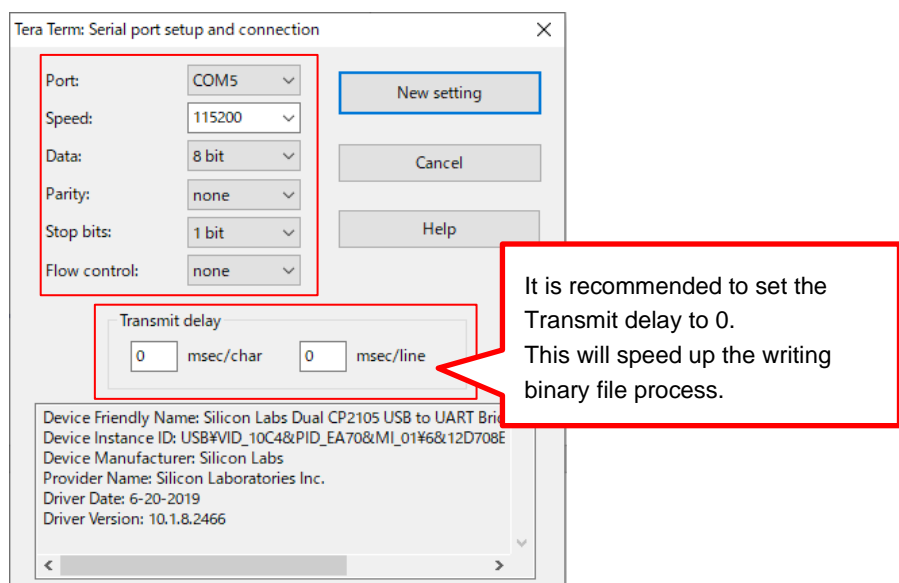 Tera Term: Serial port setup and connection
Port: COM5
New setting
Speed: 115200
Data: 8 bit
Cancel
Parity: none
Stop bits: 1 bit
Help
Flow control: none
It is recommended to set the
Transmit delay to 0.
This will speed up the writing
binary file process.
Transmit delay
0 msec/char 0 msec/line
Device Friendly Name: Silicon Labs Dual CP2105 USB to UART
Device Instance ID: USB¥VID_10C4&PID_EA70&MI_01¥6&12D708E
Device Manufacturer: Silicon Labs
Provider Name: Silicon Laboratories Inc.
Driver Date: 6-20-2019
Driver Version: 10.1.8.2466